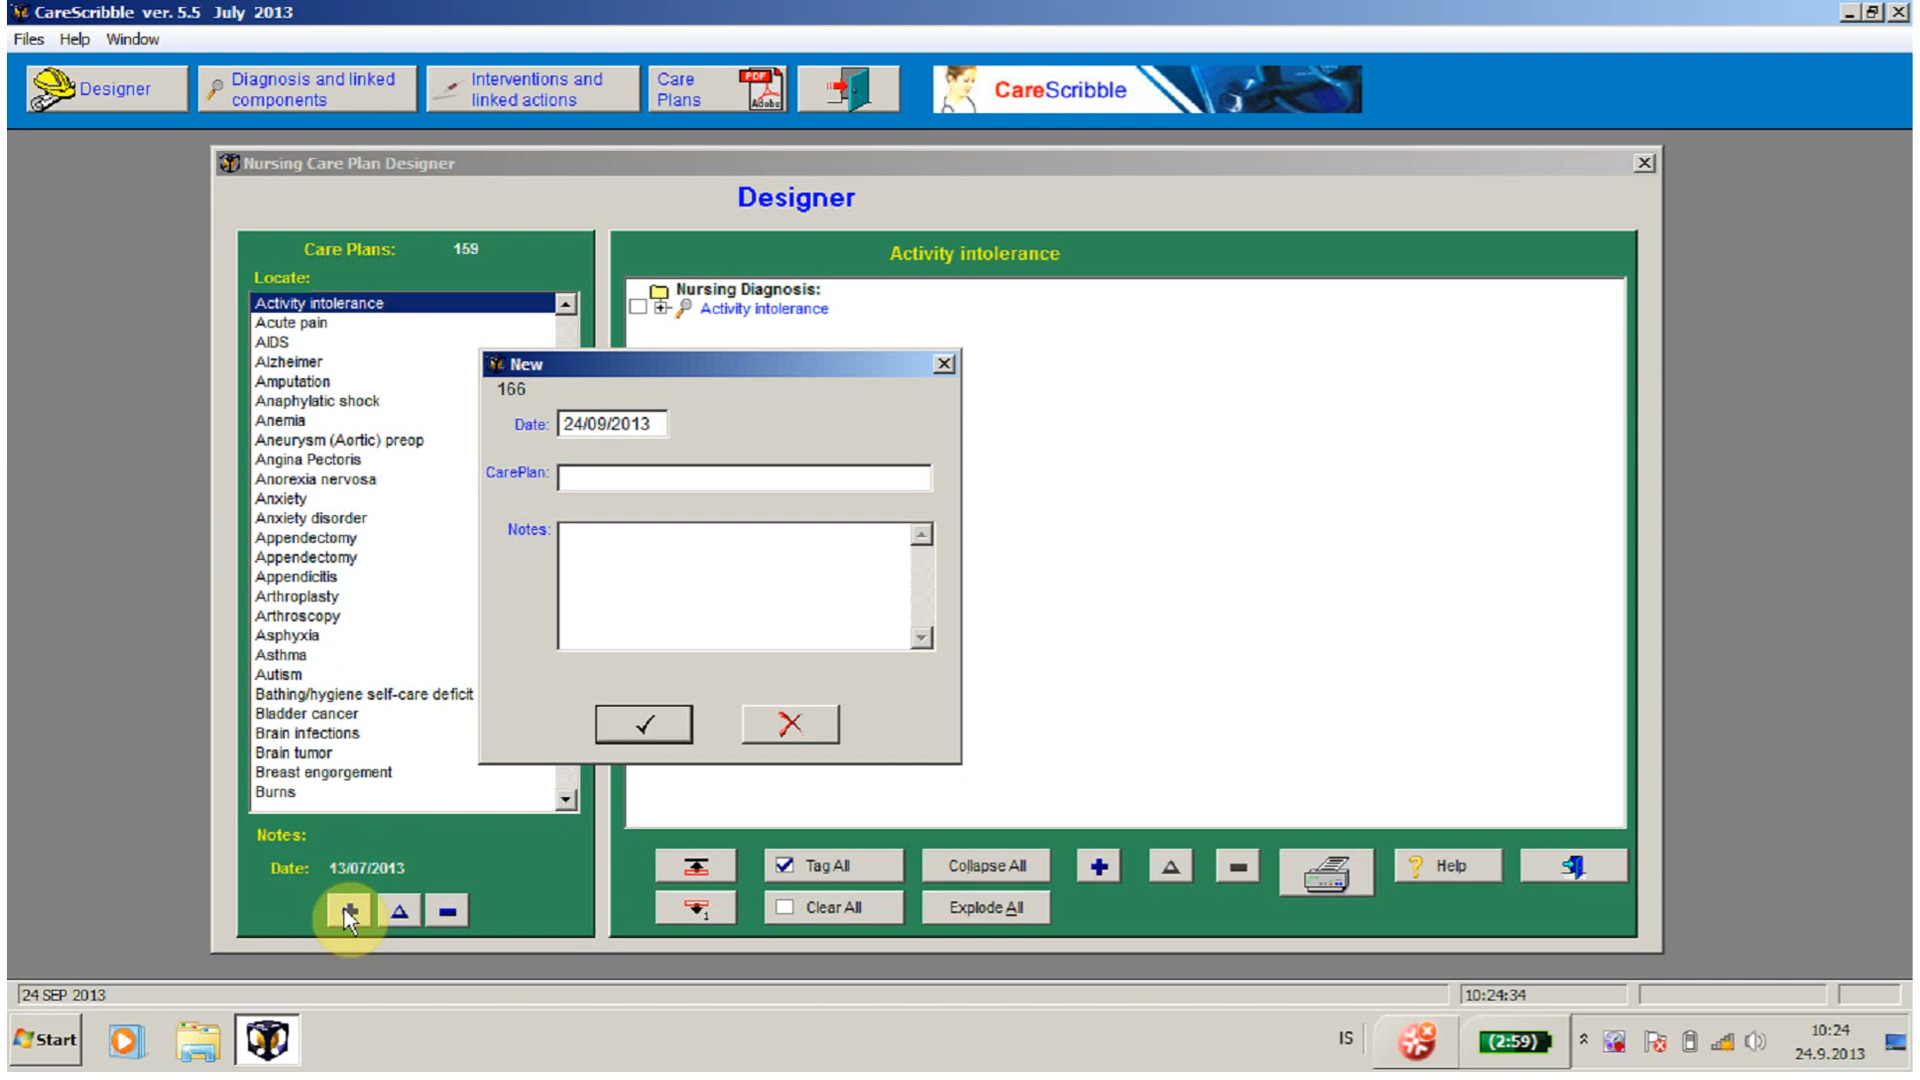 CareScribble ver. 5.5 July 2013
Files Help Window
Designer
Diagnosis and linked
components
Interventions and
linked actions
Care
Plans
PDF
Adobe
CareScribble
Nursing Care Plan Designer
Designer
Care Plans: 159
Locate:
Activity intolerance
Acute pain
AIDS
Alzheimer
Amputation
Anaphylatic shock
Anemia
Aneurysm (Aortic) preop
Angina Pectoris
Anorexia nervosa
Anxiety
Anxiety disorder
Appendectomy
Appendectomy
Appendicitis
Arthroplasty
Arthroscopy
Asphyxia
Asthma
Autism
Bathing/hygiene self-care deficit
Bladder cancer
Brain infections
Brain tumor
Breast engorgement
Burns
Notes:
Date: 13/07/2013
Activity intolerance
Nursing Diagnosis:
Activity intolerance
New
166
Date: 24/09/2013
CarePlan:
Notes:
Tag All
Collapse All
Help
1
Clear All
Explode All
24 SEP 2013
10:24:34
Start
IS
(2:59)
10:24
24.9.2013